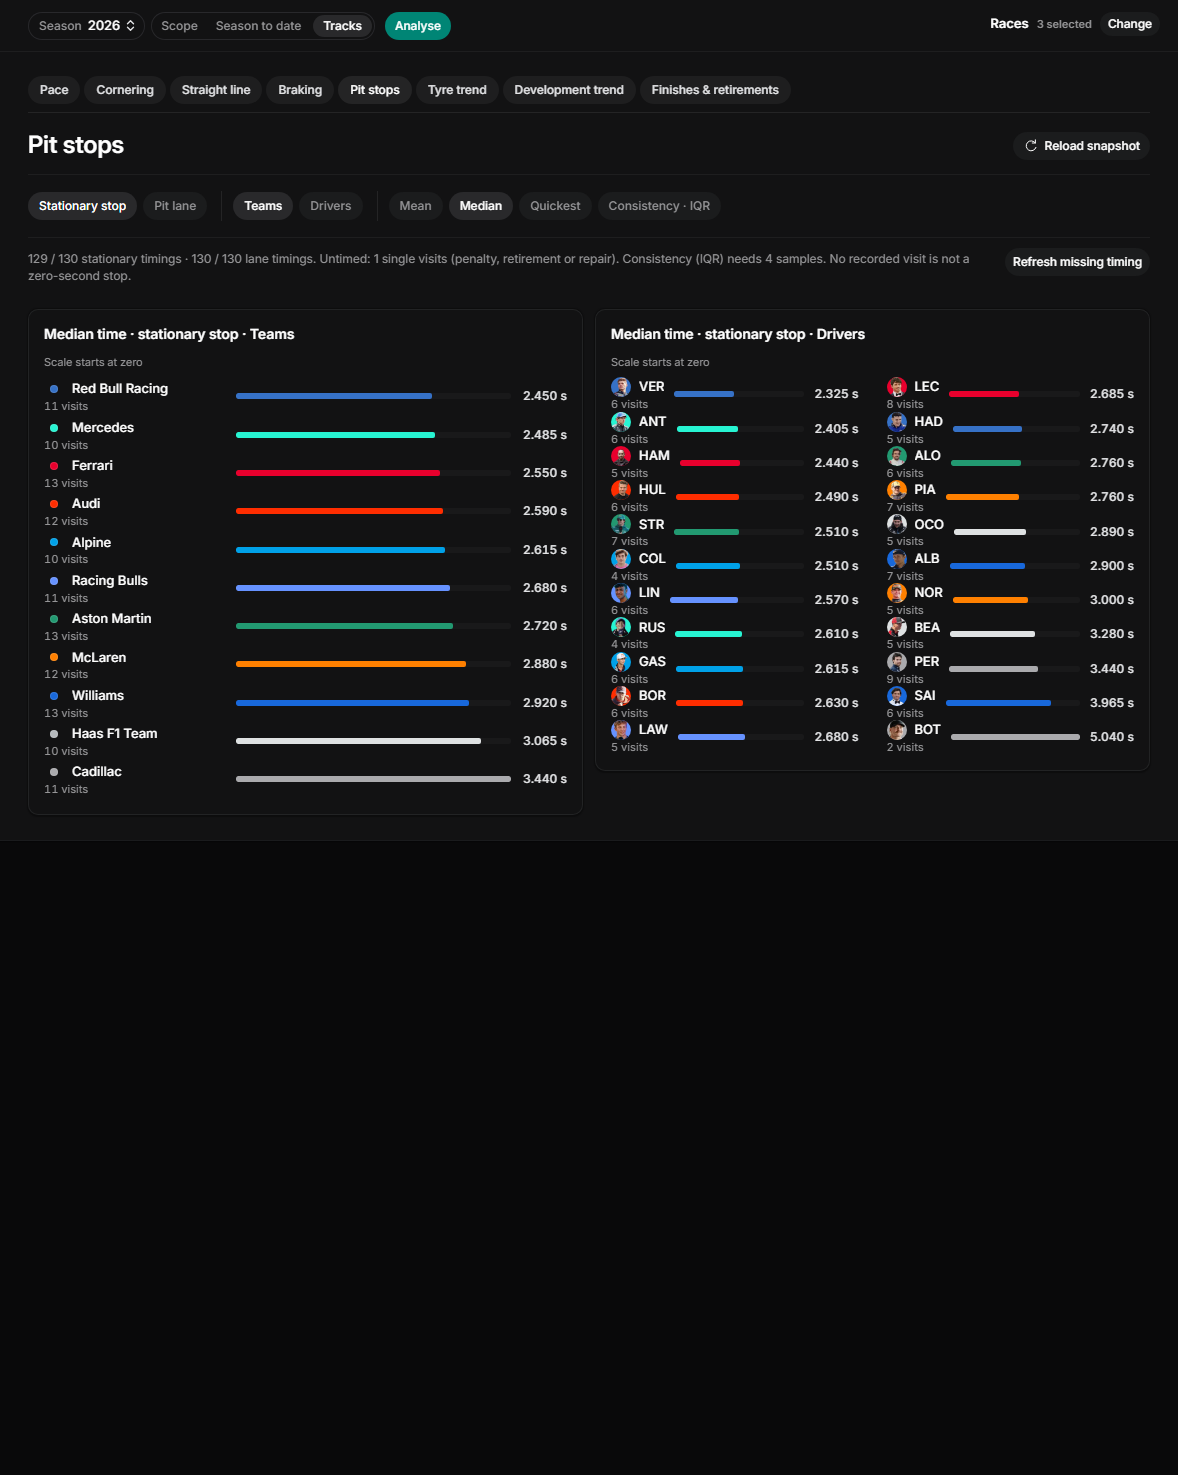 Season 2026
Scope Season to date Tracks Analyse
Races 3 selected Change
Pace Cornering Straight line Braking Pit stops Tyre trend Development trend Finishes & retirements
Pit stops
Reload snapshot
Stationary stop Pit lane Teams Drivers Mean Median Quickest Consistency · IQR
129 / 130 stationary timings · 130 / 130 lane timings. Untimed: 1 single visits (penalty, retirement or repair). Consistency (IQR) needs 4 samples. No recorded visit is not a
zero-second stop.
Refresh missing timing
Median time · stationary stop · Teams
Scale starts at zero
Red Bull Racing 2.450 s
11 visits
Mercedes 2.485 s
10 visits
Ferrari 2.550 s
13 visits
Audi 2.590 s
12 visits
Alpine 2.615 s
10 visits
Racing Bulls 2.680 s
11 visits
Aston Martin 2.720 s
13 visits
McLaren 2.880 s
12 visits
Williams 2.920 s
13 visits
Haas F1 Team 3.065 s
10 visits
Cadillac 3.440 s
11 visits
Median time · stationary stop · Drivers
Scale starts at zero
VER 2.325 s
6 visits
ANT 2.405 s
6 visits
HAM 2.440 s
5 visits
HUL 2.490 s
6 visits
STR 2.510 s
7 visits
COL 2.510 s
4 visits
LIN 2.570 s
6 visits
RUS 2.610 s
4 visits
GAS 2.615 s
6 visits
BOR 2.630 s
6 visits
LAW 2.680 s
5 visits
LEC 2.685 s
8 visits
HAD 2.740 s
5 visits
ALO 2.760 s
6 visits
PIA 2.760 s
7 visits
OCO 2.890 s
5 visits
ALB 2.900 s
7 visits
NOR 3.000 s
5 visits
BEA 3.280 s
5 visits
PER 3.440 s
9 visits
SAI 3.965 s
6 visits
BOT 5.040 s
2 visits